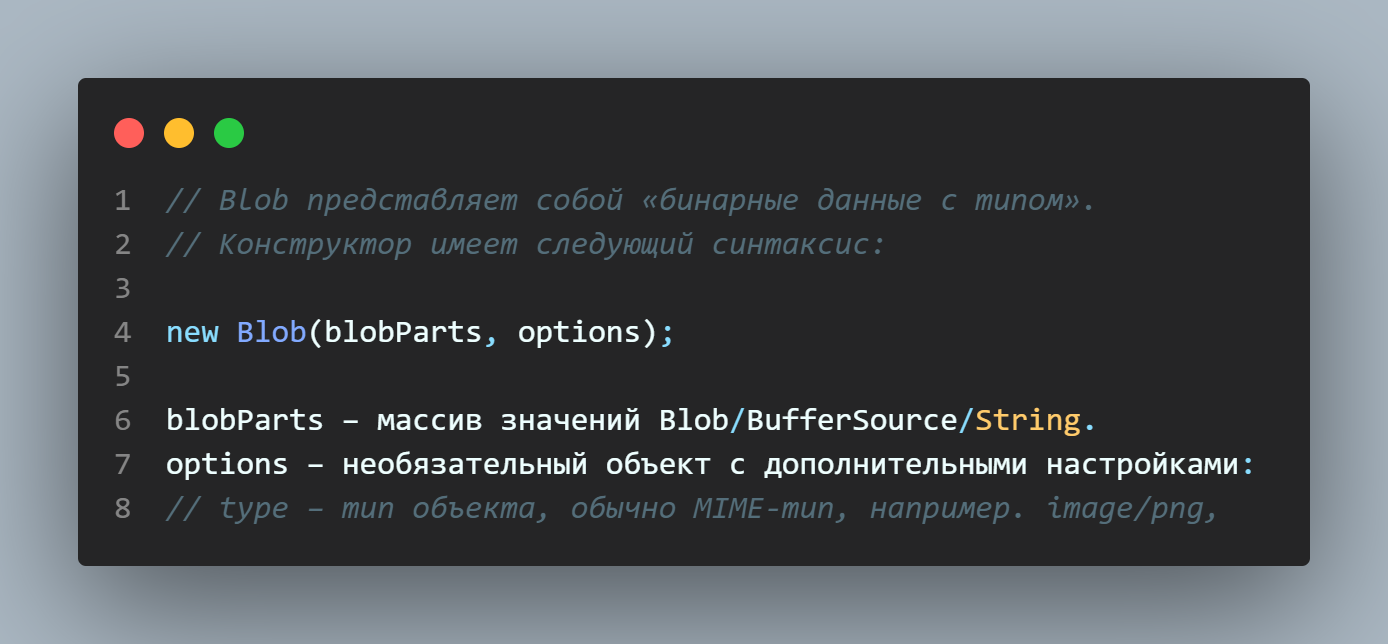 1 // Blob представляет собой «бинарные данные с типом».
2 // Конструктор имеет следующий синтаксис:
3
4 new Blob(blobParts, options);
5
6 blobParts – массив значений Blob/BufferSource/String.
7 options – необязательный объект с дополнительными настройками:
8 // type – тип объекта, обычно MIME-тип, например. image/png,